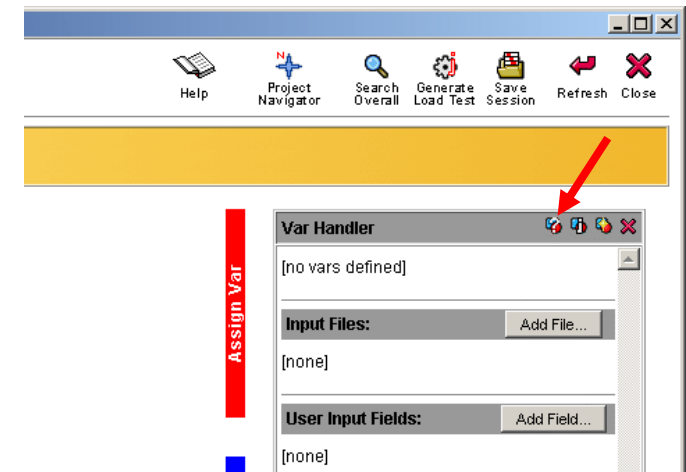 N
Help
Project
Navigator
Search
Overall
Generate
Load Test
Save
Session
Refresh
Close
Assign Var
Var Handler
[no vars defined]
Input Files:
Add File...
[none]
User Input Fields:
Add Field...
[none]